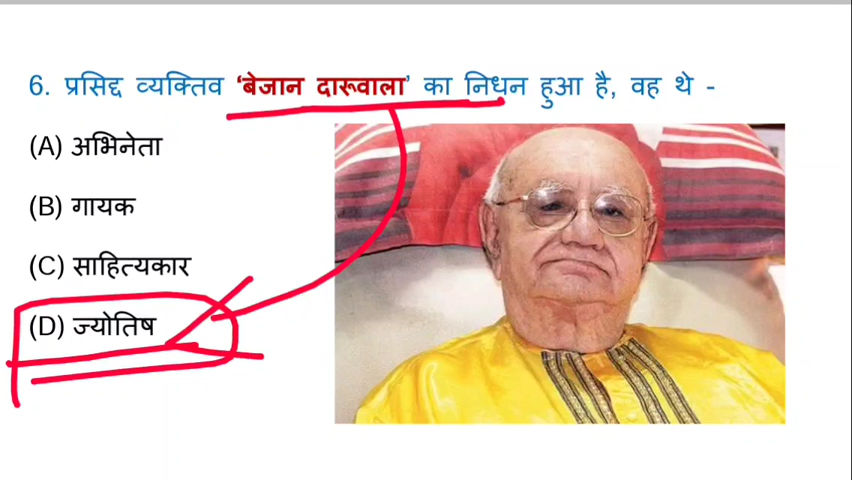 6. प्रसिद्द व्यक्तिव ‘बेजान दारूवाला’ का निधन हुआ है, वह थे -
(A) अभिनेता
(B) गायक
(C) साहित्यकार
(D) ज्योतिष